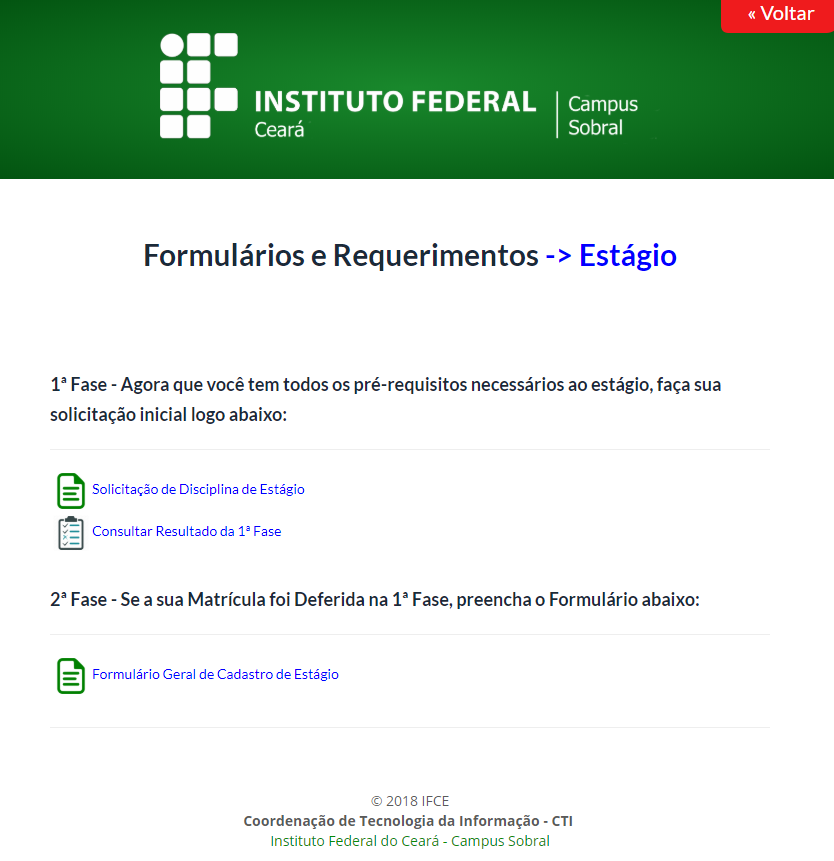 « Voltar
INSTITUTO FEDERAL
Ceará
Campus
Sobral
Formulários e Requerimentos -> Estágio
1ª Fase - Agora que você tem todos os pré-requisitos necessários ao estágio, faça sua
solicitação inicial logo abaixo:
Solicitação de Disciplina de Estágio
Consultar Resultado da 1ª Fase
2ª Fase - Se a sua Matrícula foi Deferida na 1ª Fase, preencha o Formulário abaixo:
Formulário Geral de Cadastro de Estágio
© 2018 IFCE
Coordenação de Tecnologia da Informação - CTI
Instituto Federal do Ceará - Campus Sobral